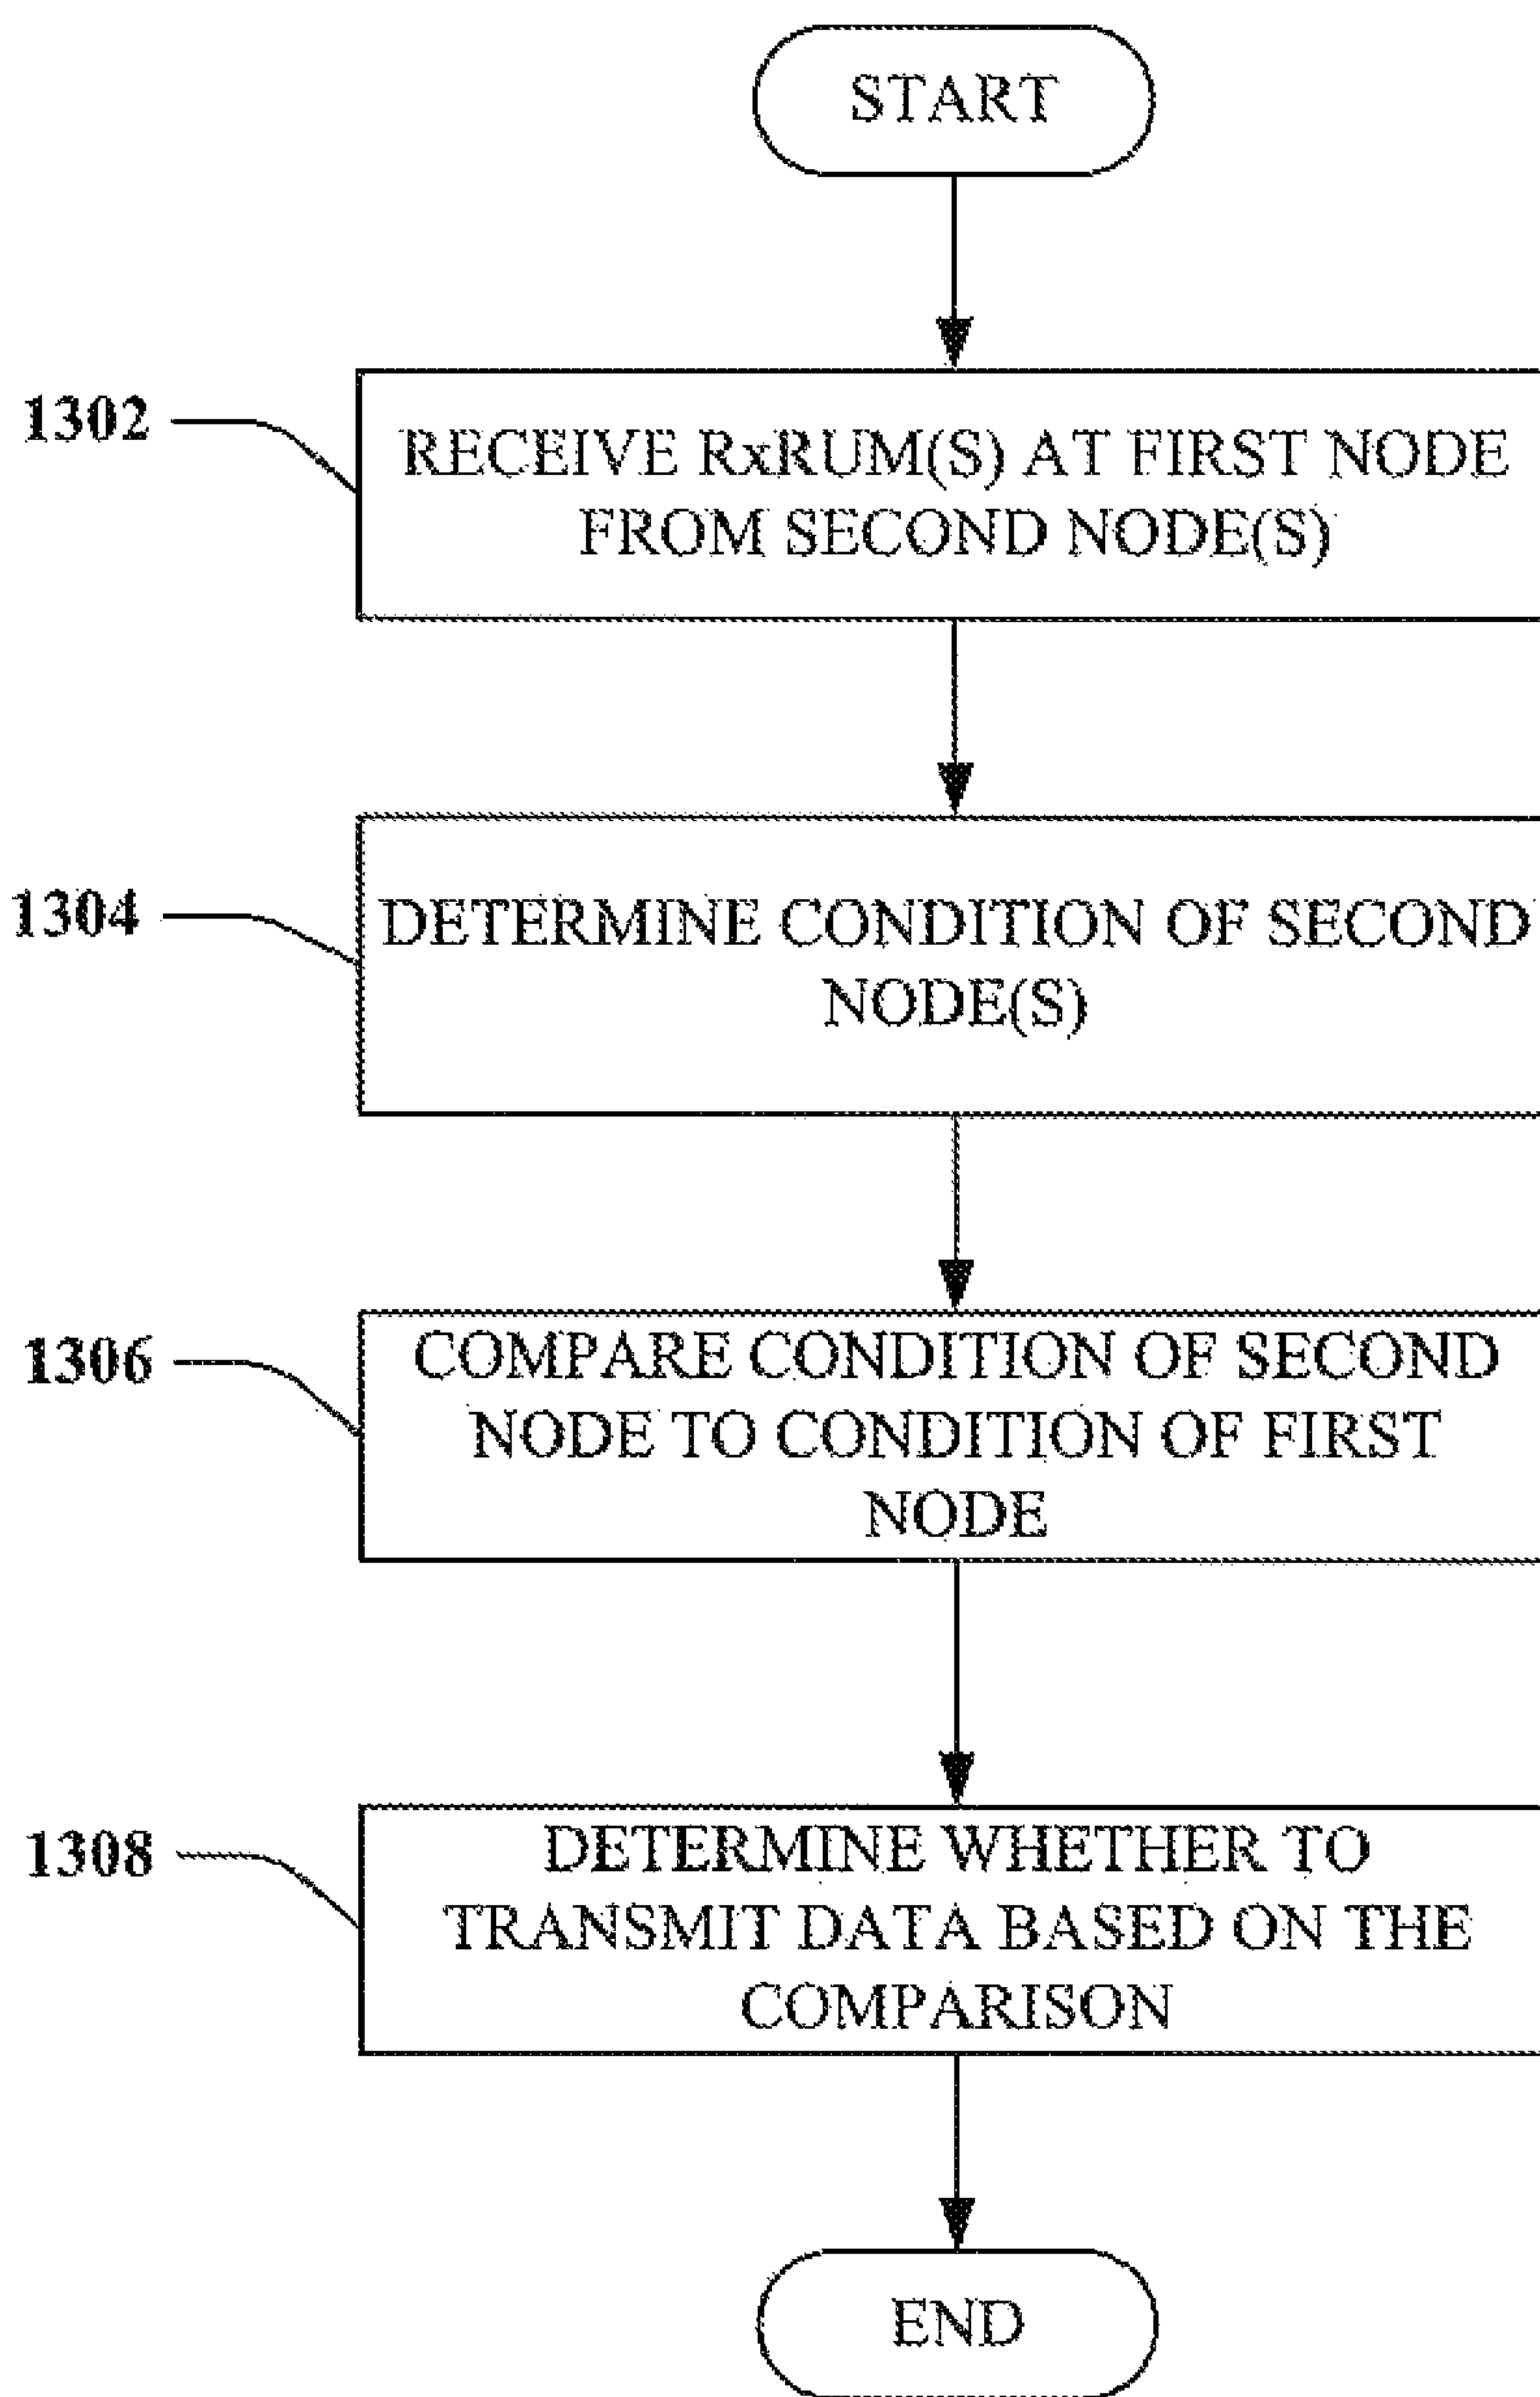 START
1302
RECEIVE RxRUM(S) AT FIRST NODE
FROM SECOND NODE(S)
1304
DETERMINE CONDITION OF SECOND
NODE(S)
1306
COMPARE CONDITION OF SECOND
NODE TO CONDITION OF FIRST
NODE
1308
DETERMINE WHETHER TO
TRANSMIT DATA BASED ON THE
COMPARISON
END